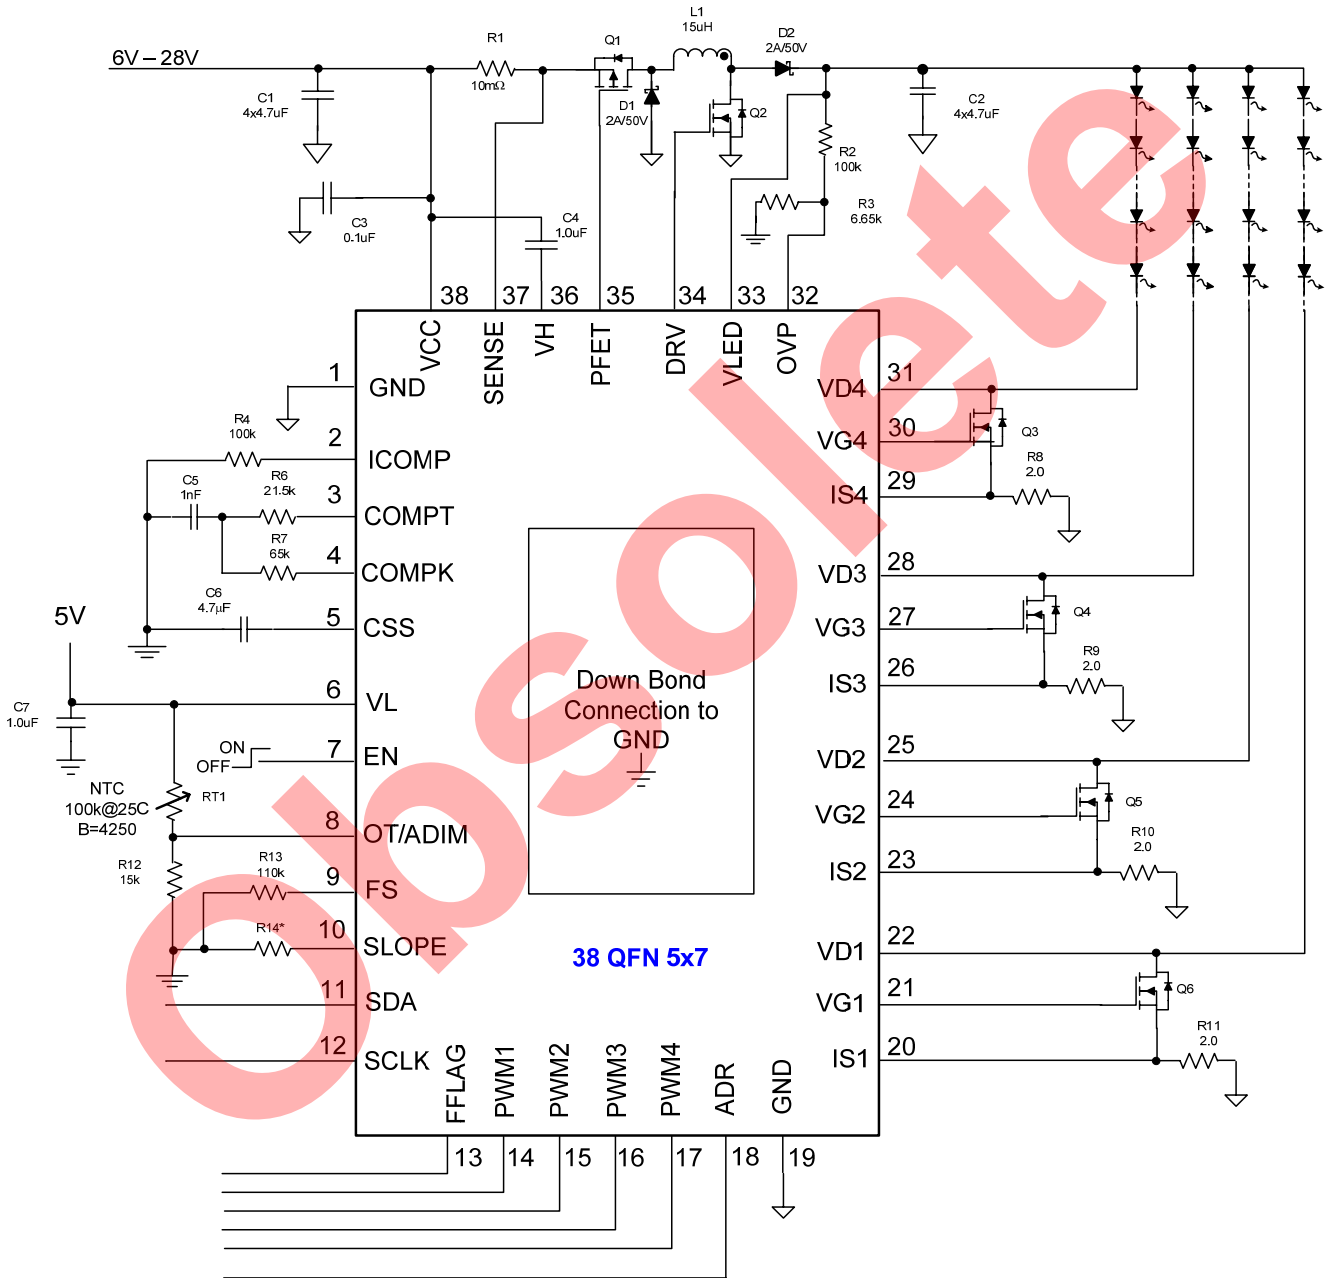 6V – 28V
R1
10mΩ
Q1
L1
15uH
D2
2A/50V
C1
4x4.7uF
D1
2A/50V
Q2
C2
4x4.7uF
R2
100k
R3
6.65k
C3
0.1uF
C4
1.0uF
38
37
36
35
34
33
32
VCC
SENSE
VH
PFET
DRV
VLED
OVP
1
GND
R4
100k
2
ICOMP
C5
1nF
R6
21.5k
3
COMPT
R7
65k
4
COMPK
C6
4.7µF
5
CSS
5V
6
VL
C7
1.0uF
ON
OFF
7
EN
NTC
100k@25C
B=4250
RT1
8
OT/ADIM
R12
15k
R13
110k
9
FS
R14*
10
SLOPE
11
SDA
12
SCLK
31
VD4
30
VG4
Q3
29
IS4
R8
2.0
28
VD3
27
VG3
Q4
26
IS3
R9
2.0
25
VD2
24
VG2
Q5
23
IS2
R10
2.0
22
VD1
21
VG1
Q6
20
IS1
R11
2.0
Down Bond
Connection to
GND
38 QFN 5x7
FFLAG
PWM1
PWM2
PWM3
PWM4
ADR
GND
13
14
15
16
17
18
19
Obsolete